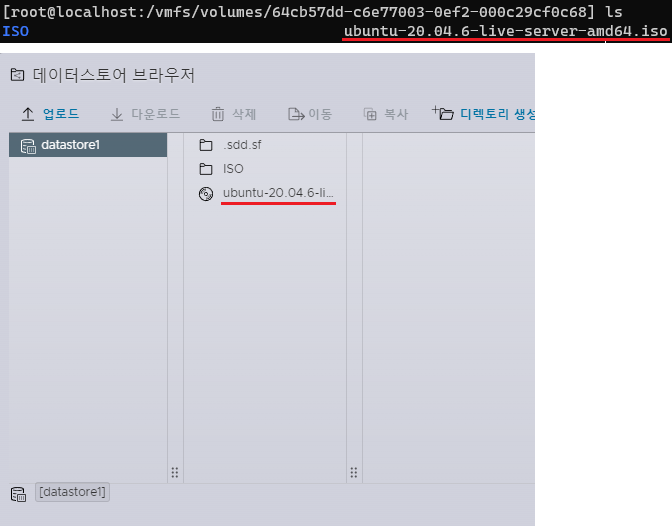 [root@localhost:/vmfs/volumes/64cb57dd-c6e77003-0ef2-000c29cf0c68] ls
ISO ubuntu-20.04.6-live-server-amd64.iso
데이터스토어 브라우저
업로드 다운로드 삭제 이동 복사 디렉토리 생성
datastore1 .sdd.sf
ISO
ubuntu-20.04.6-li...
[datastore1]